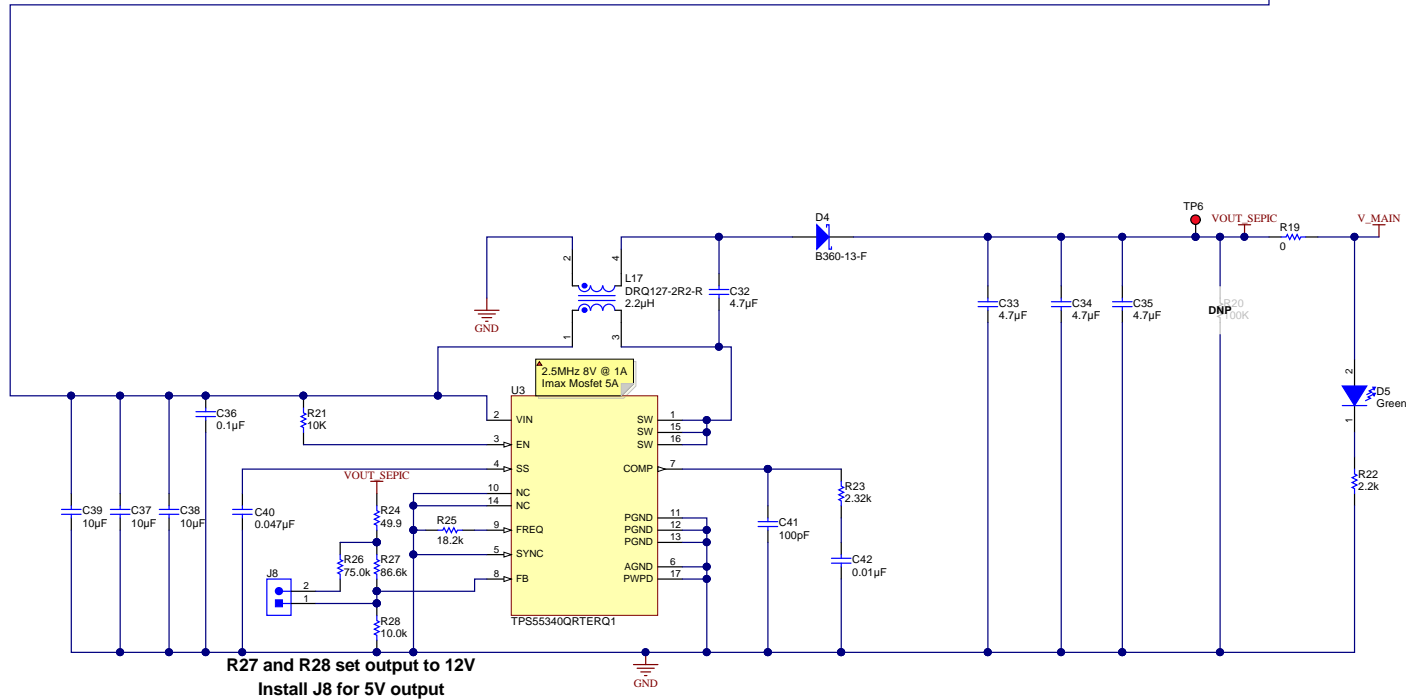 TP6
D4
VOUT_SEPIC
V_MAIN
R19
0
B360-13-F
2
4
L17
DRQ127-2R2-R
2.2µH
C32
4.7µF
GND
1
3
C33
4.7µF
C34
4.7µF
C35
4.7µF
R20
100K
DNP
2.5MHz 8V @ 1A
Imax Mosfet 5A
2
D5
Green
1
U3
C36
0.1µF
R21
10K
2
VIN
SW
1
SW
15
SW
16
3
EN
4
SS
COMP
7
VOUT_SEPIC
R22
2.2k
10
NC
14
NC
R23
2.32k
C39
10µF
C37
10µF
C38
10µF
C40
0.047µF
R24
49.9
R25
18.2k
9
FREQ
PGND
11
PGND
12
PGND
13
C41
100pF
5
SYNC
R26
75.0k
R27
86.6k
AGND
6
C42
0.01µF
J8
2
1
8
FB
PWPD
17
R28
10.0k
TPS55340QRTERQ1
R27 and R28 set output to 12V
Install J8 for 5V output
GND